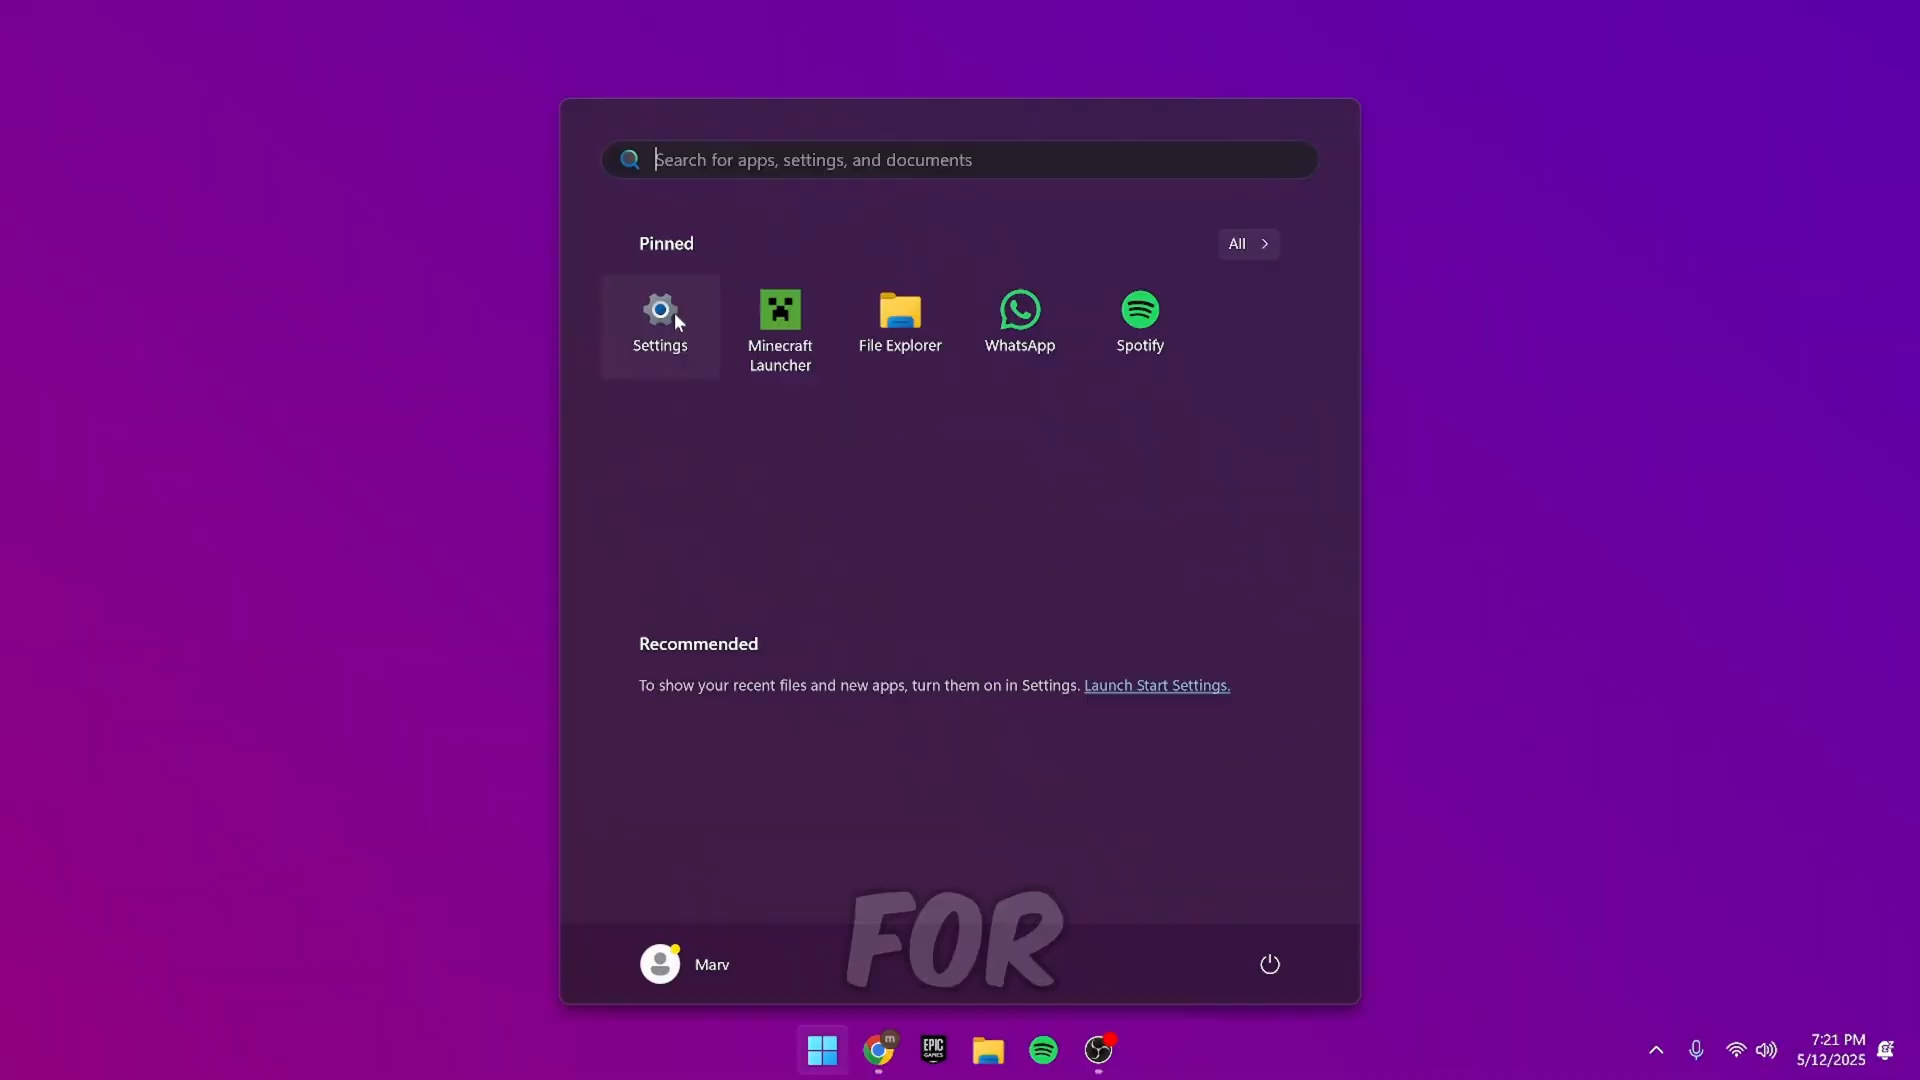 Search for apps, settings, and documents
Pinned
All
Settings
Minecraft
Launcher
File Explorer
WhatsApp
Spotify
Recommended
To show your recent files and new apps, turn them on in Settings. Launch Start Settings.
FOR
Marv
m
EPIC
GAMES
7:21 PM
5/12/2025